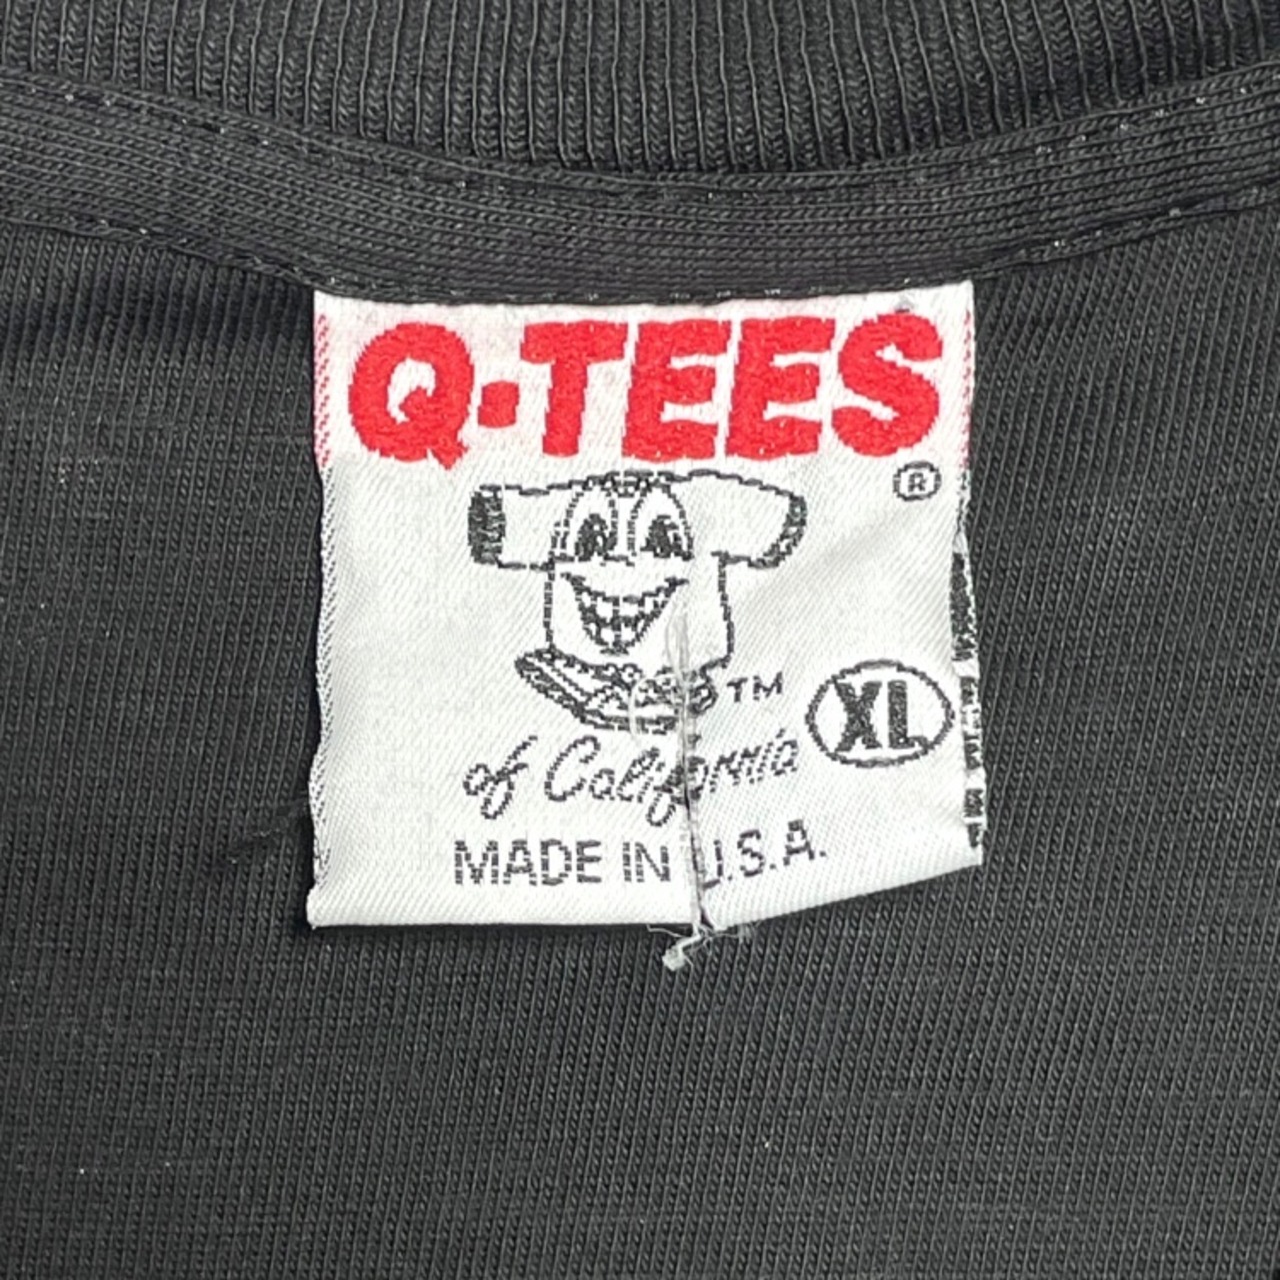 Q·TEES
®
TM
XL
of California
MADE IN U.S.A.